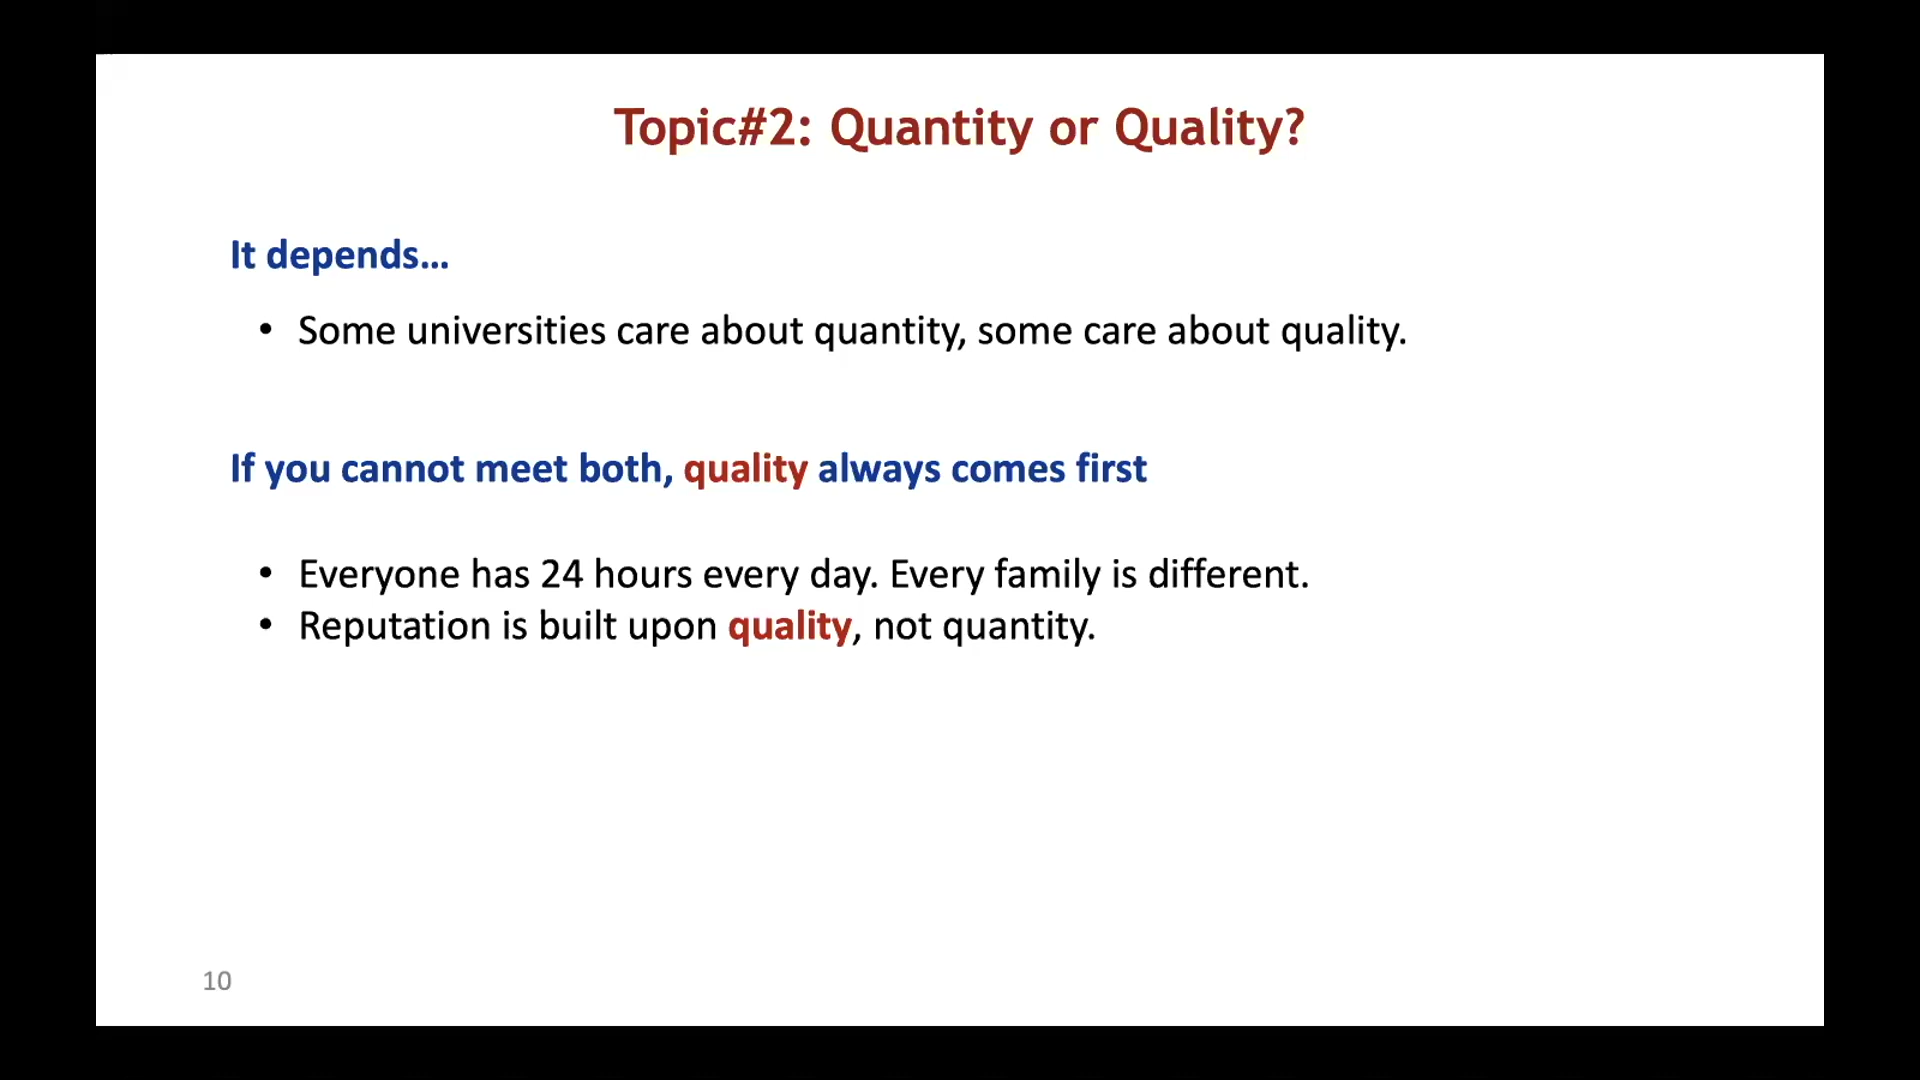 Topic#2: Quantity or Quality?
It depends...
• Some universities care about quantity, some care about quality.
If you cannot meet both, quality always comes first
• Everyone has 24 hours every day. Every family is different.
• Reputation is built upon quality, not quantity.
10